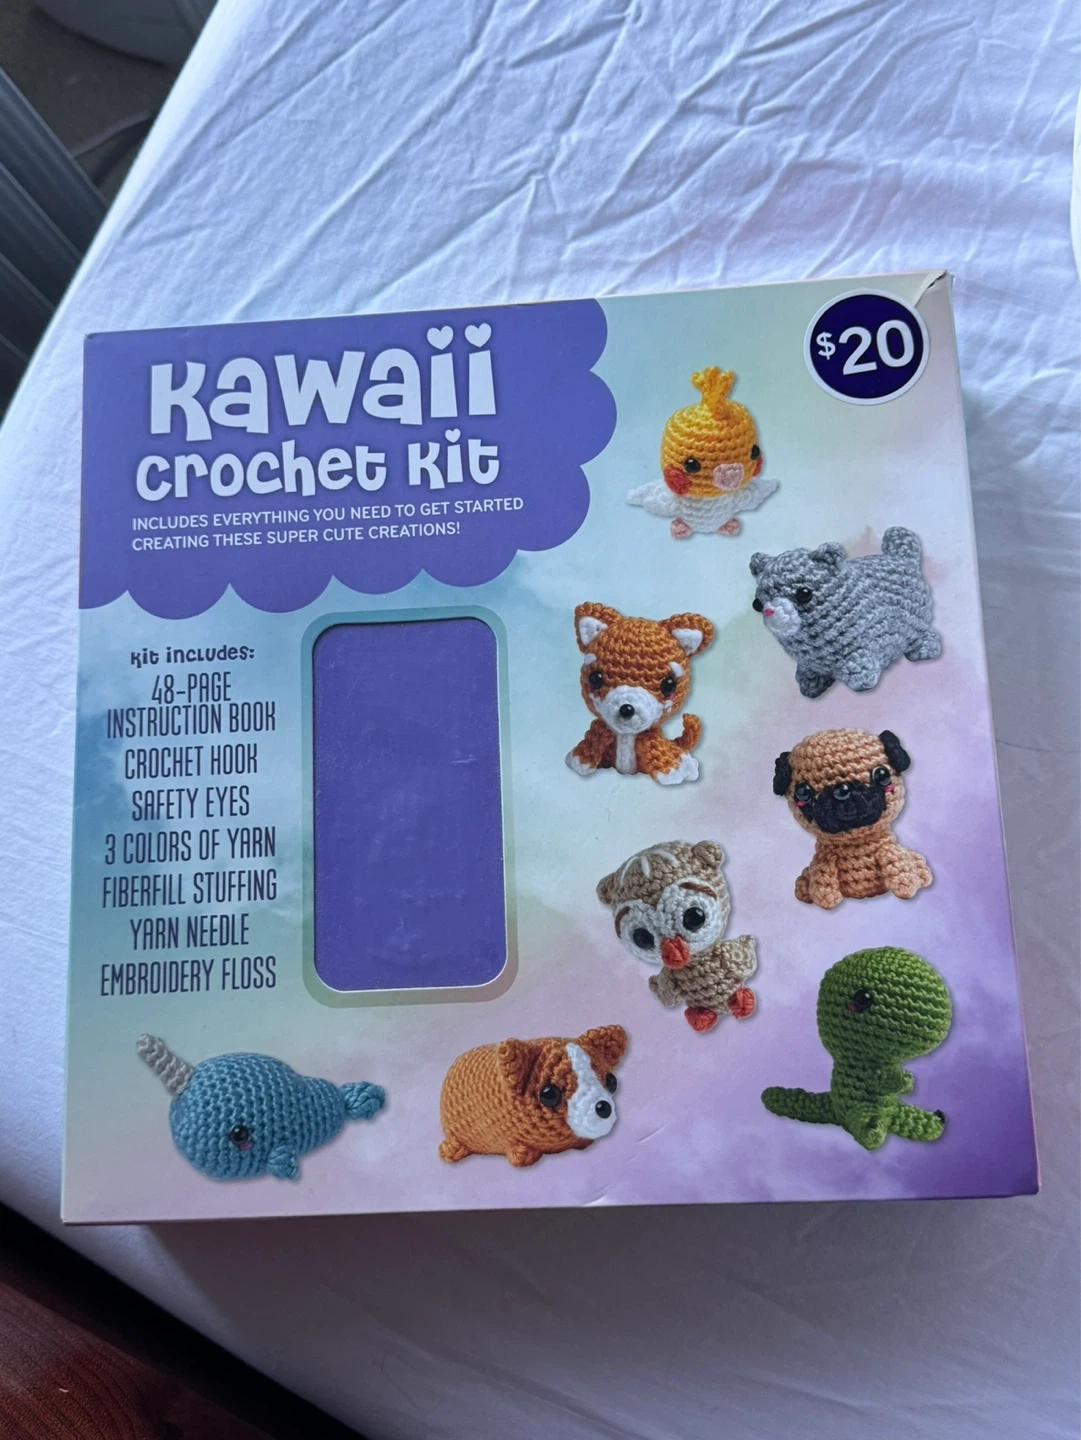 Kawaii
crochet kit
INCLUDES EVERYTHING YOU NEED TO GET STARTED
CREATING THESE SUPER CUTE CREATIONS!
$20
kit includes:
48-PAGE
INSTRUCTION BOOK
CROCHET HOOK
SAFETY EYES
3 COLORS OF YARN
FIBERFILL STUFFING
YARN NEEDLE
EMBROIDERY FLOSS